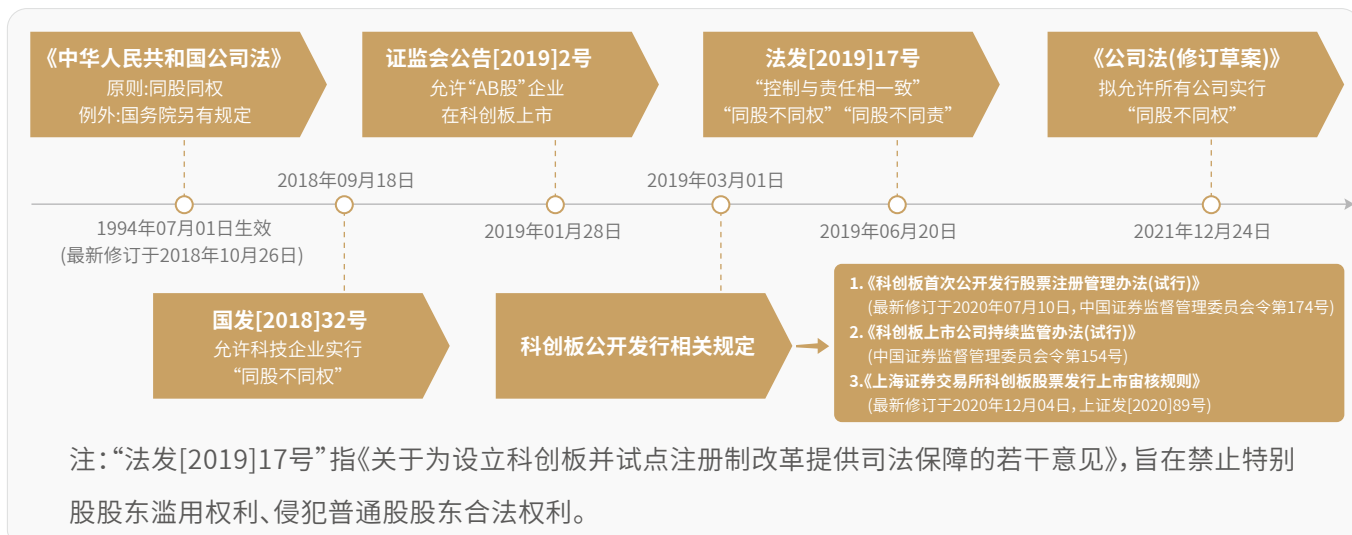 《中华人民共和国公司法》
原则:同股同权
例外:国务院另有规定
证监会公告[2019]2号
允许“AB股”企业
在科创板上市
法发[2019]17号
“控制与责任相一致”
“同股不同权”“同股不同责”
《公司法(修订草案)》
拟允许所有公司实行
“同股不同权”
2018年09月18日
2019年03月01日
1994年07月01日生效
(最新修订于2018年10月26日)
2019年01月28日
2019年06月20日
2021年12月24日
国发[2018]32号
允许科技企业实行
“同股不同权”
科创板公开发行相关规定
1.《科创板首次公开发行股票注册管理办法(试行)》
(最新修订于2020年07月10日,中国证券监督管理委员会令第174号)
2.《科创板上市公司持续监管办法(试行)》
(中国证券监督管理委员会令第154号)
3.《上海证券交易所科创板股票发行上市审核规则》
(最新修订于2020年12月04日,上证发[2020]89号)
注:“法发[2019]17号”指《关于为设立科创板并试点注册制改革提供司法保障的若干意见》,旨在禁止特别
股股东滥用权利、侵犯普通股股东合法权利。